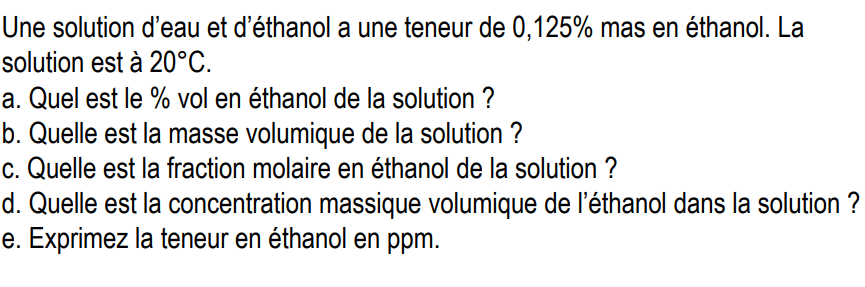 Une solution d’eau et d’éthanol a une teneur de 0,125% mas en éthanol. La
solution est à 20°C.
a. Quel est le % vol en éthanol de la solution ?
b. Quelle est la masse volumique de la solution ?
c. Quelle est la fraction molaire en éthanol de la solution ?
d. Quelle est la concentration massique volumique de l’éthanol dans la solution ?
e. Exprimez la teneur en éthanol en ppm.